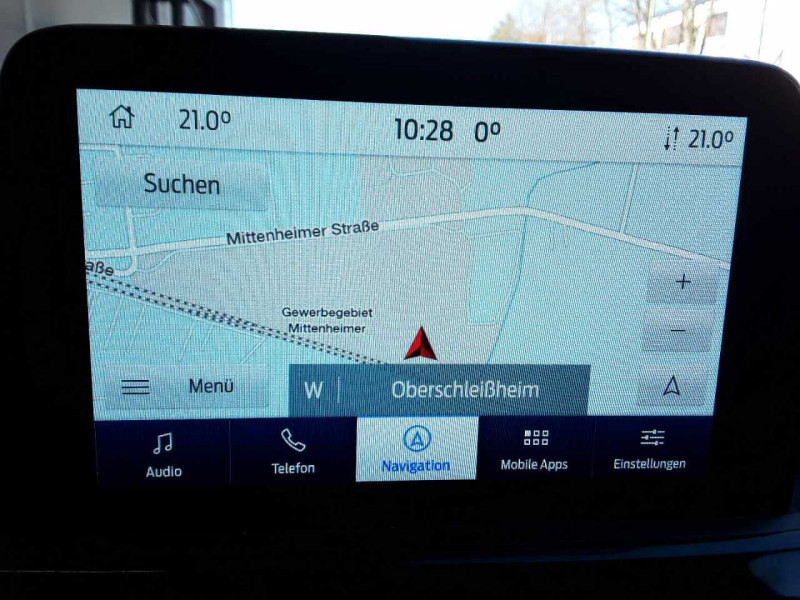 21.0°
10:28 0°
21.0°
Suchen
Mittenheimer Straße
aße
Gewerbegebiet
Mittenheimer
+
−
Menü
W
Oberschleißheim
Audio
Telefon
Navigation
Mobile Apps
Einstellungen